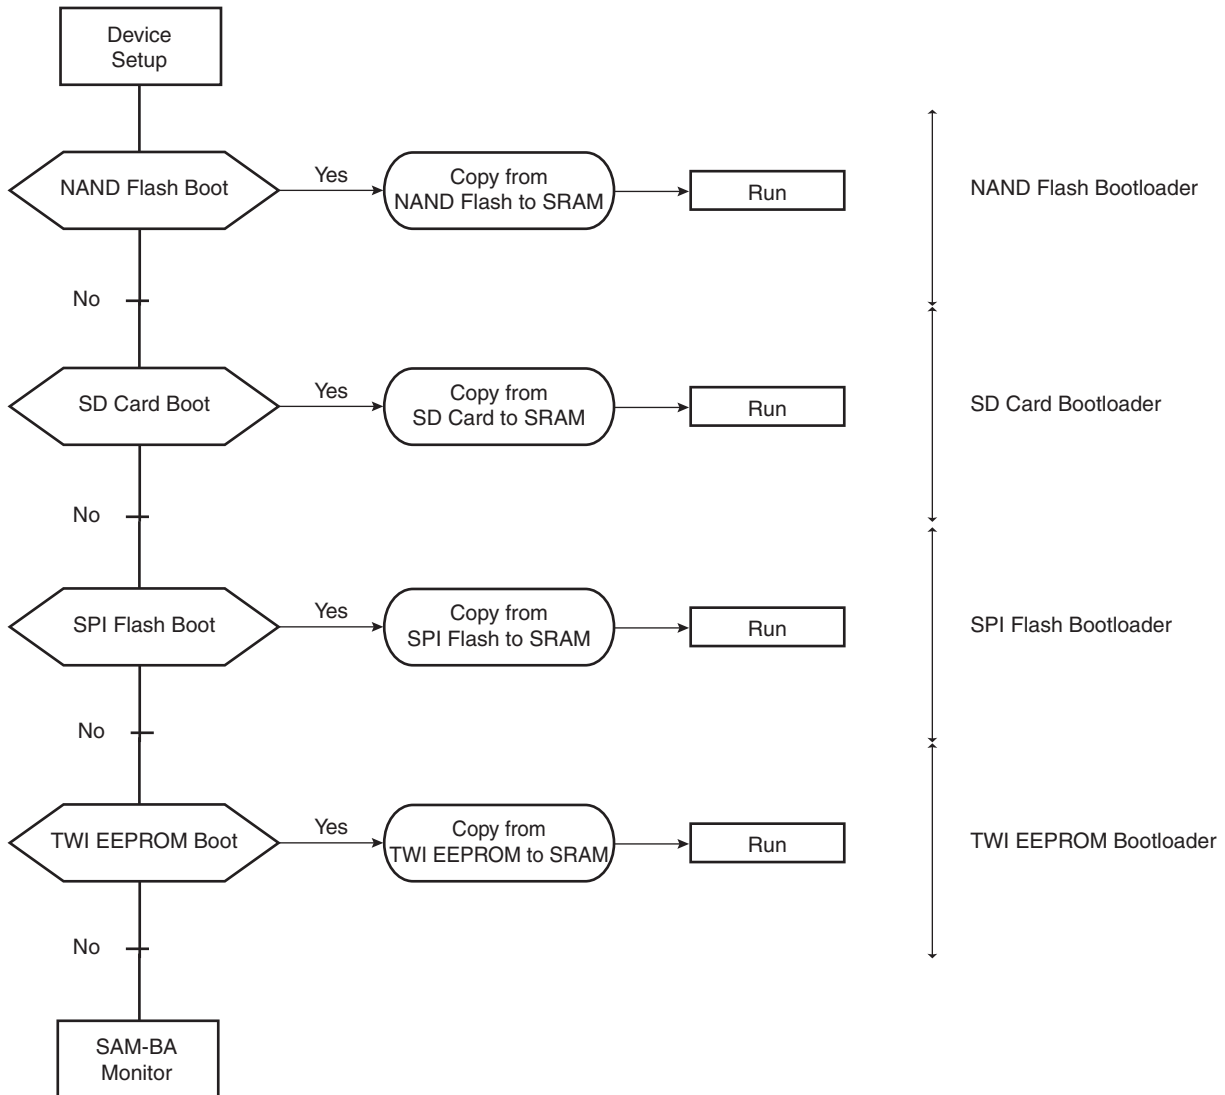 Device
Setup
NAND Flash Boot
Yes
Copy from
NAND Flash to SRAM
Run
NAND Flash Bootloader
No
SD Card Boot
Yes
Copy from
SD Card to SRAM
Run
SD Card Bootloader
No
SPI Flash Boot
Yes
Copy from
SPI Flash to SRAM
Run
SPI Flash Bootloader
No
TWI EEPROM Boot
Yes
Copy from
TWI EEPROM to SRAM
Run
TWI EEPROM Bootloader
No
SAM-BA
Monitor